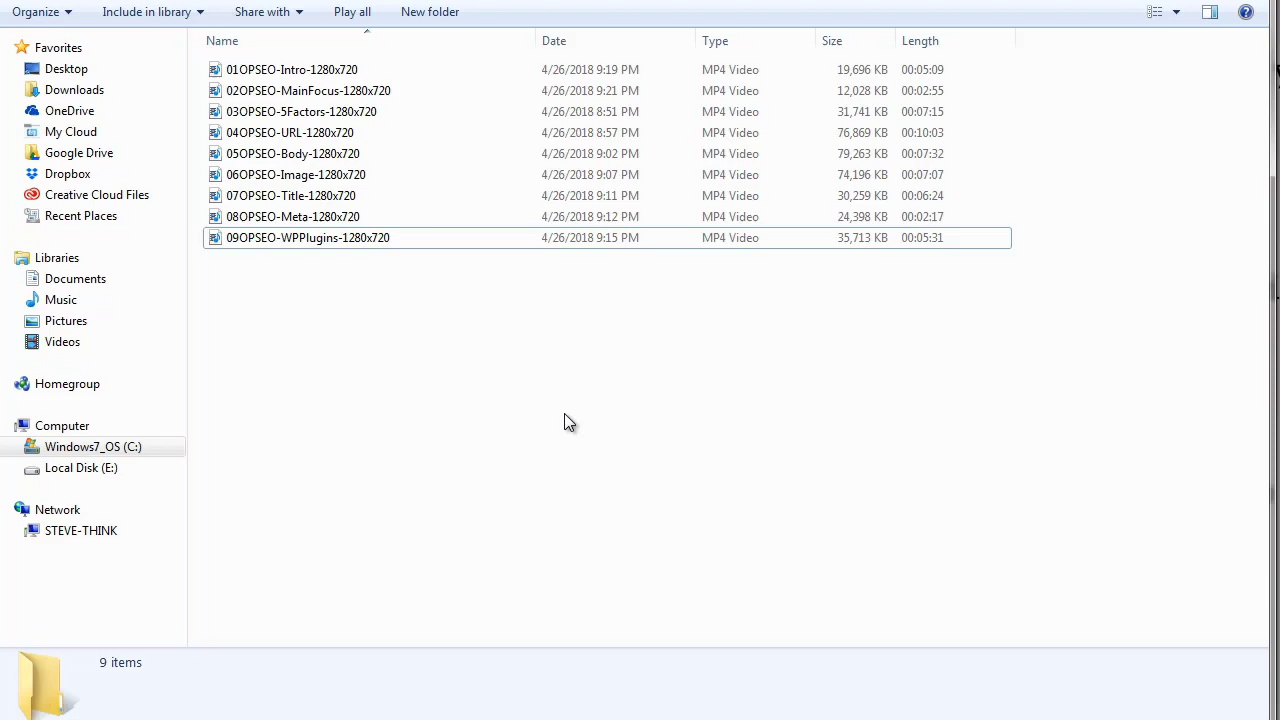 Organize Include in library Share with Play all New folder
Name Date Type Size Length
01OPSEO-Intro-1280x720 4/26/2018 9:19 PM MP4 Video 19,696 KB 00:05:09
02OPSEO-MainFocus-1280x720 4/26/2018 9:21 PM MP4 Video 12,028 KB 00:02:55
03OPSEO-5Factors-1280x720 4/26/2018 8:51 PM MP4 Video 31,741 KB 00:07:15
04OPSEO-URL-1280x720 4/26/2018 8:57 PM MP4 Video 76,869 KB 00:10:03
05OPSEO-Body-1280x720 4/26/2018 9:02 PM MP4 Video 79,263 KB 00:07:32
06OPSEO-Image-1280x720 4/26/2018 9:07 PM MP4 Video 74,196 KB 00:07:07
07OPSEO-Title-1280x720 4/26/2018 9:11 PM MP4 Video 30,259 KB 00:06:24
08OPSEO-Meta-1280x720 4/26/2018 9:12 PM MP4 Video 24,398 KB 00:02:17
09OPSEO-WPPlugins-1280x720 4/26/2018 9:15 PM MP4 Video 35,713 KB 00:05:31
Favorites
Desktop
Downloads
OneDrive
My Cloud
Google Drive
Dropbox
Creative Cloud Files
Recent Places
Libraries
Documents
Music
Pictures
Videos
Homegroup
Computer
Windows7_OS (C:)
Local Disk (E:)
Network
STEVE-THINK
9 items